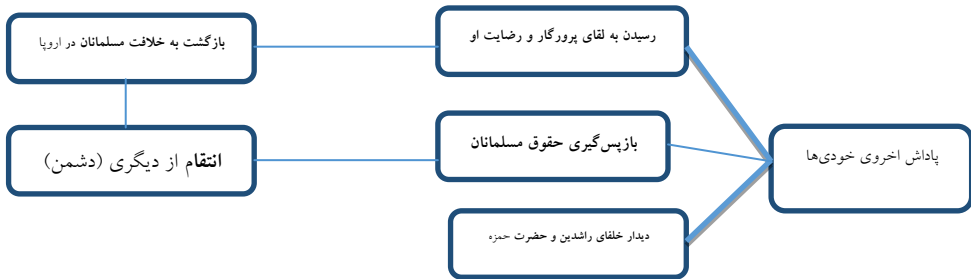 رسیدن به لقای پرورگار و رضایت او
بازگشت به خلافت مسلمانان در اروپا
بازپس‌گیری حقوق مسلمانان
انتقام از دیگری (دشمن)
پاداش اخروی خودی‌ها
دیدار خلفای راشدین و حضرت حمزه